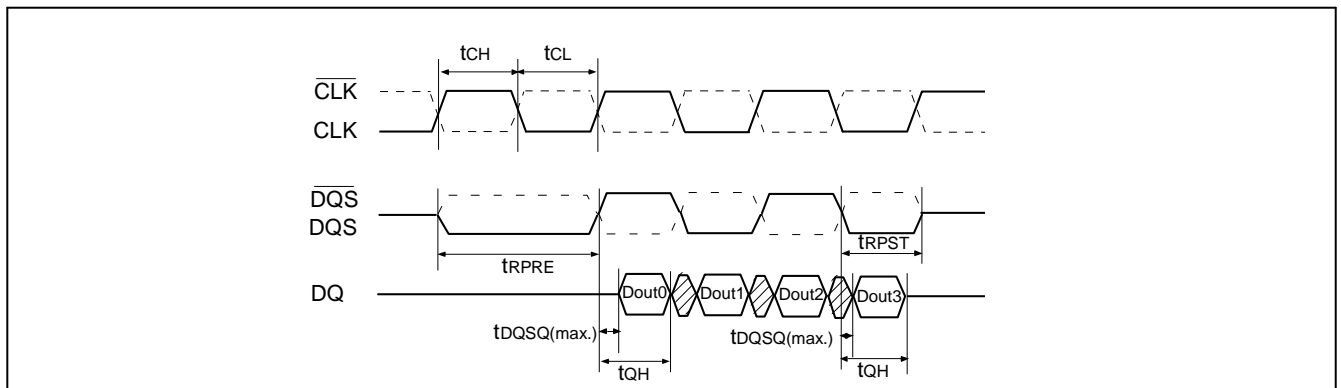 tCH tCL
CLK
CLK
DQS
DQS
tRPST
tRPRE
DQ
Dout0 Dout1 Dout2 Dout3
tDQSQ(max.) tDQSQ(max.)
tQH tQH